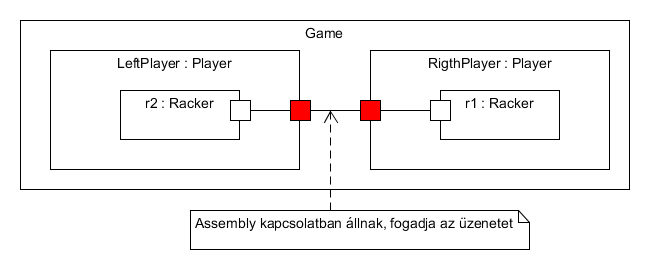 Game
LeftPlayer : Player
RigthPlayer : Player
r2 : Racker
r1 : Racker
Assembly kapcsolatban állnak, fogadja az üzenetet